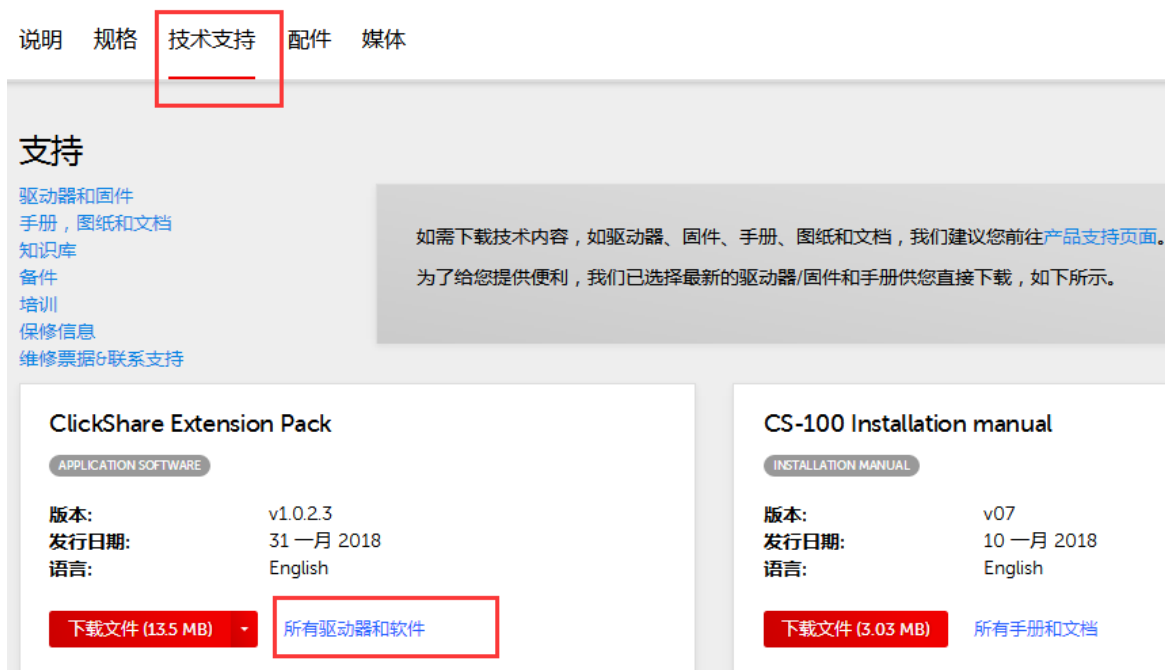 说明 规格 技术支持 配件 媒体
支持
驱动器和固件
手册，图纸和文档
知识库
备件
培训
保修信息
维修票据&联系支持
如需下载技术内容，如驱动器、固件、手册、图纸和文档，我们建议您前往产品支持页面。
为了给您提供便利，我们已选择最新的驱动器/固件和手册供您直接下载，如下所示。
ClickShare Extension Pack
APPLICATION SOFTWARE
版本: v1.0.2.3
发行日期: 31 一月 2018
语言: English
下载文件 (13.5 MB) 所有驱动器和软件
CS-100 Installation manual
INSTALLATION MANUAL
版本: v07
发行日期: 10 一月 2018
语言: English
下载文件 (3.03 MB) 所有手册和文档